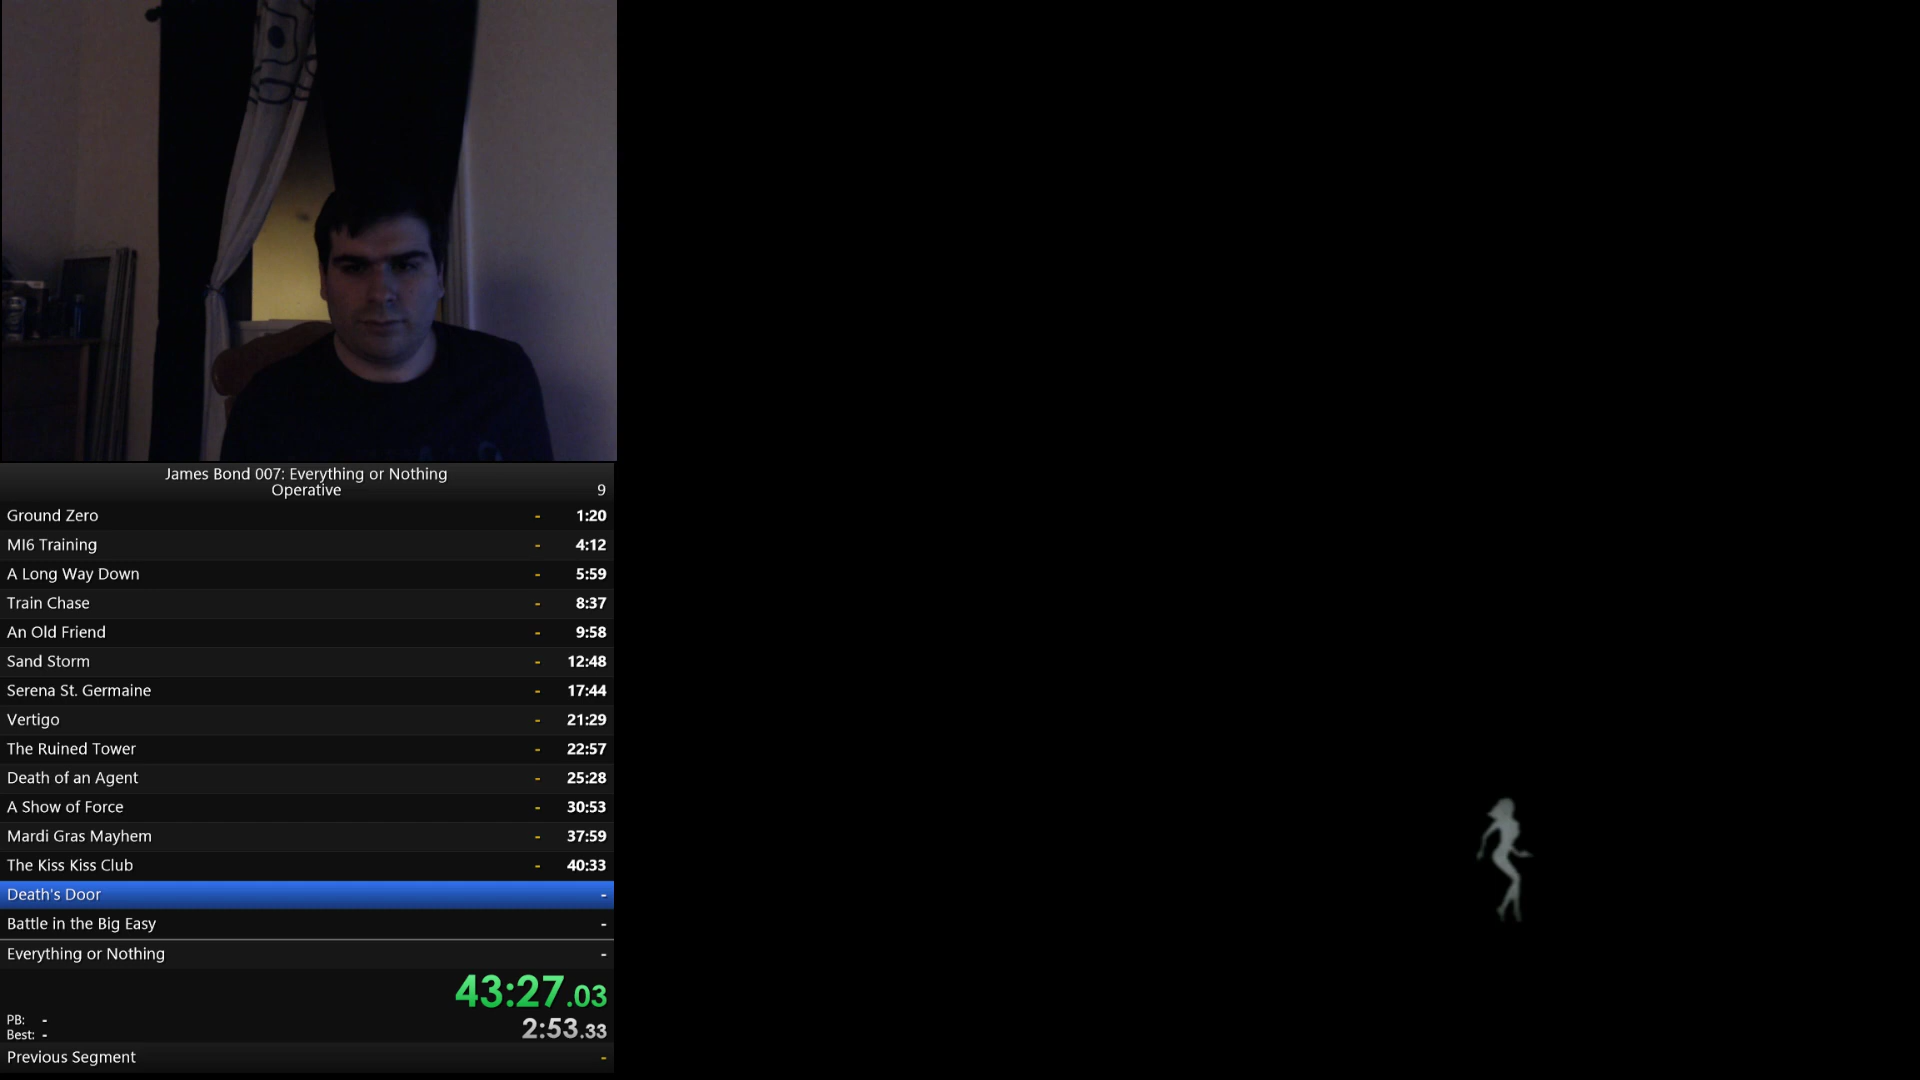 James Bond 007: Everything or Nothing
Operative 9
Ground Zero - 1:20
MI6 Training - 4:12
A Long Way Down - 5:59
Train Chase - 8:37
An Old Friend - 9:58
Sand Storm - 12:48
Serena St. Germaine - 17:44
Vertigo - 21:29
The Ruined Tower - 22:57
Death of an Agent - 25:28
A Show of Force - 30:53
Mardi Gras Mayhem - 37:59
The Kiss Kiss Club - 40:33
Death's Door -
Battle in the Big Easy -
Everything or Nothing -
43:27.03
PB: -
2:53.33
Best: -
Previous Segment -